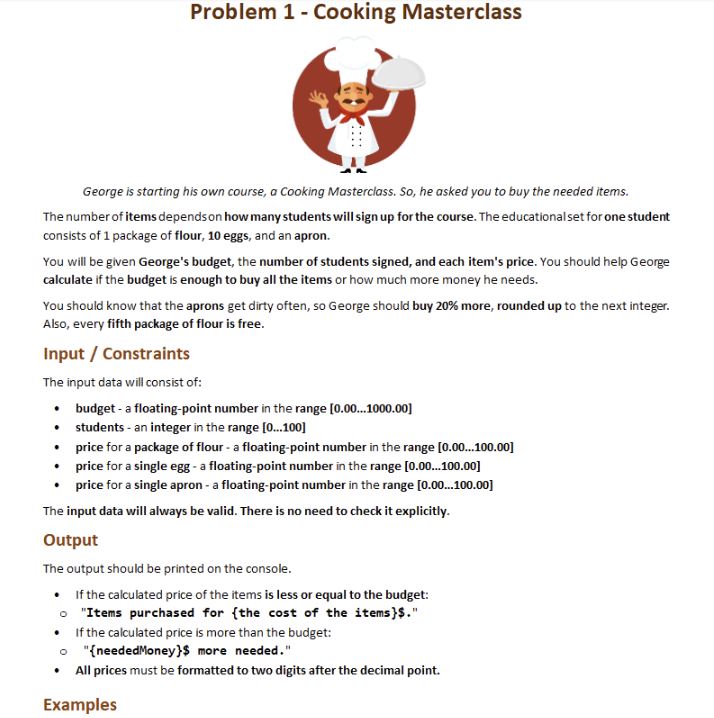 Problem 1 - Cooking Masterclass
George is starting his own course, a Cooking Masterclass. So, he asked you to buy the needed items.
The number of items depends on how many students will sign up for the course. The educational set for one student
consists of 1 package of flour, 10 eggs, and an apron.
You will be given George's budget, the number of students signed, and each item's price. You should help George
calculate if the budget is enough to buy all the items or how much more money he needs.
You should know that the aprons get dirty often, so George should buy 20% more, rounded up to the next integer.
Also, every fifth package of flour is free.
Input / Constraints
The input data will consist of:
• budget - a floating-point number in the range [0.00…1000.00]
• students - an integer in the range [0…100]
• price for a package of flour - a floating-point number in the range [0.00…100.00]
• price for a single egg - a floating-point number in the range [0.00…100.00]
• price for a single apron - a floating-point number in the range [0.00…100.00]
The input data will always be valid. There is no need to check it explicitly.
Output
The output should be printed on the console.
• If the calculated price of the items is less or equal to the budget:
o "Items purchased for {the cost of the items}$."
• If the calculated price is more than the budget:
o "{neededMoney}$ more needed."
• All prices must be formatted to two digits after the decimal point.
Examples